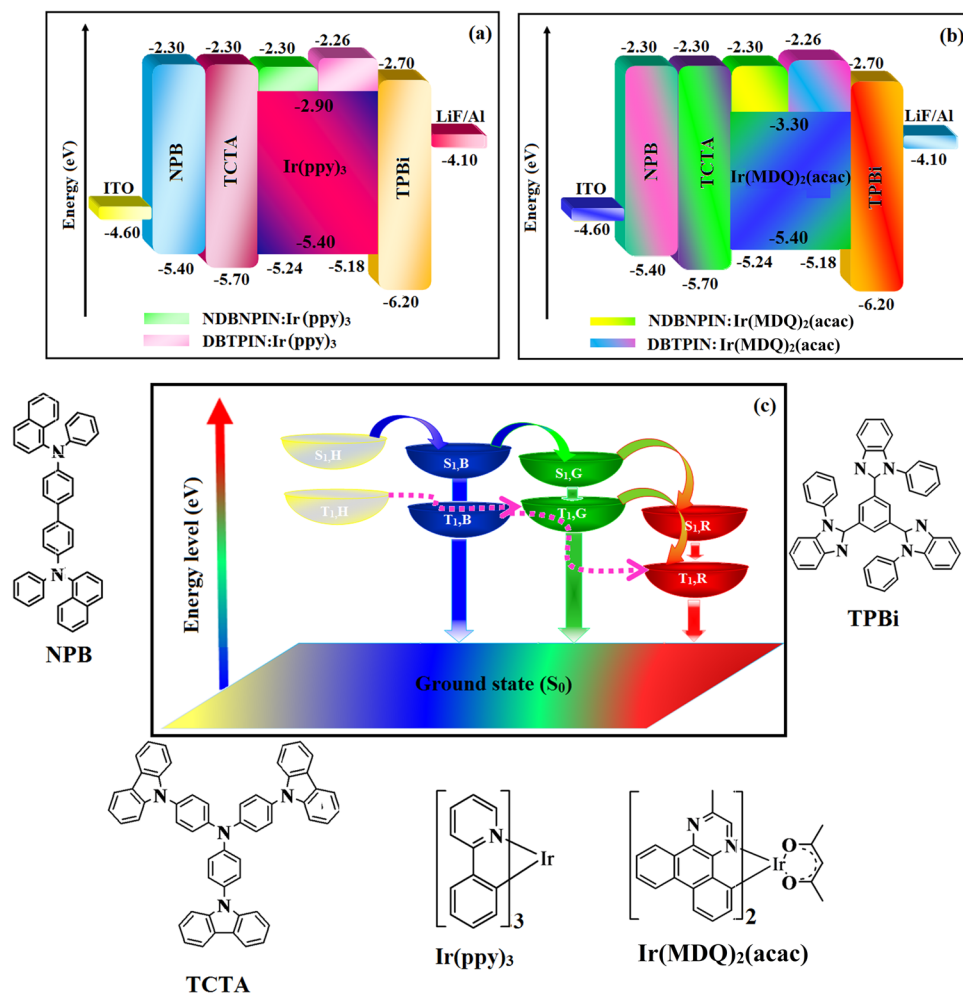 (a)
Energy (eV)
-2.30
-2.30
-2.30
-2.26
-2.70
-2.90
LiF/Al
-4.10
NPB
TCTA
Ir(ppy)3
TPBi
ITO
-4.60
-5.40
-5.40
-5.70
-5.24
-5.18
-6.20
NDBNPIN:Ir(ppy)3
DBTPIN:Ir(ppy)3
(b)
Energy (eV)
-2.30
-2.30
-2.30
-2.26
-2.70
-3.30
LiF/Al
-4.10
NPB
TCTA
Ir(MDQ)2(acac)
TPBi
ITO
-4.60
-5.40
-5.40
-5.70
-5.24
-5.18
-6.20
NDBNPIN:Ir(MDQ)2(acac)
DBTPIN:Ir(MDQ)2(acac)
(c)
Energy level (eV)
S1,H
S1,B
S1,G
T1,H
T1,B
T1,G
S1,R
T1,R
Ground state (S0)
N
N
NPB
N
N
N
N
N
N
TPBi
N
N
N
N
TCTA
N
Ir
3
Ir(ppy)3
N
N
O
Ir
O
2
Ir(MDQ)2(acac)